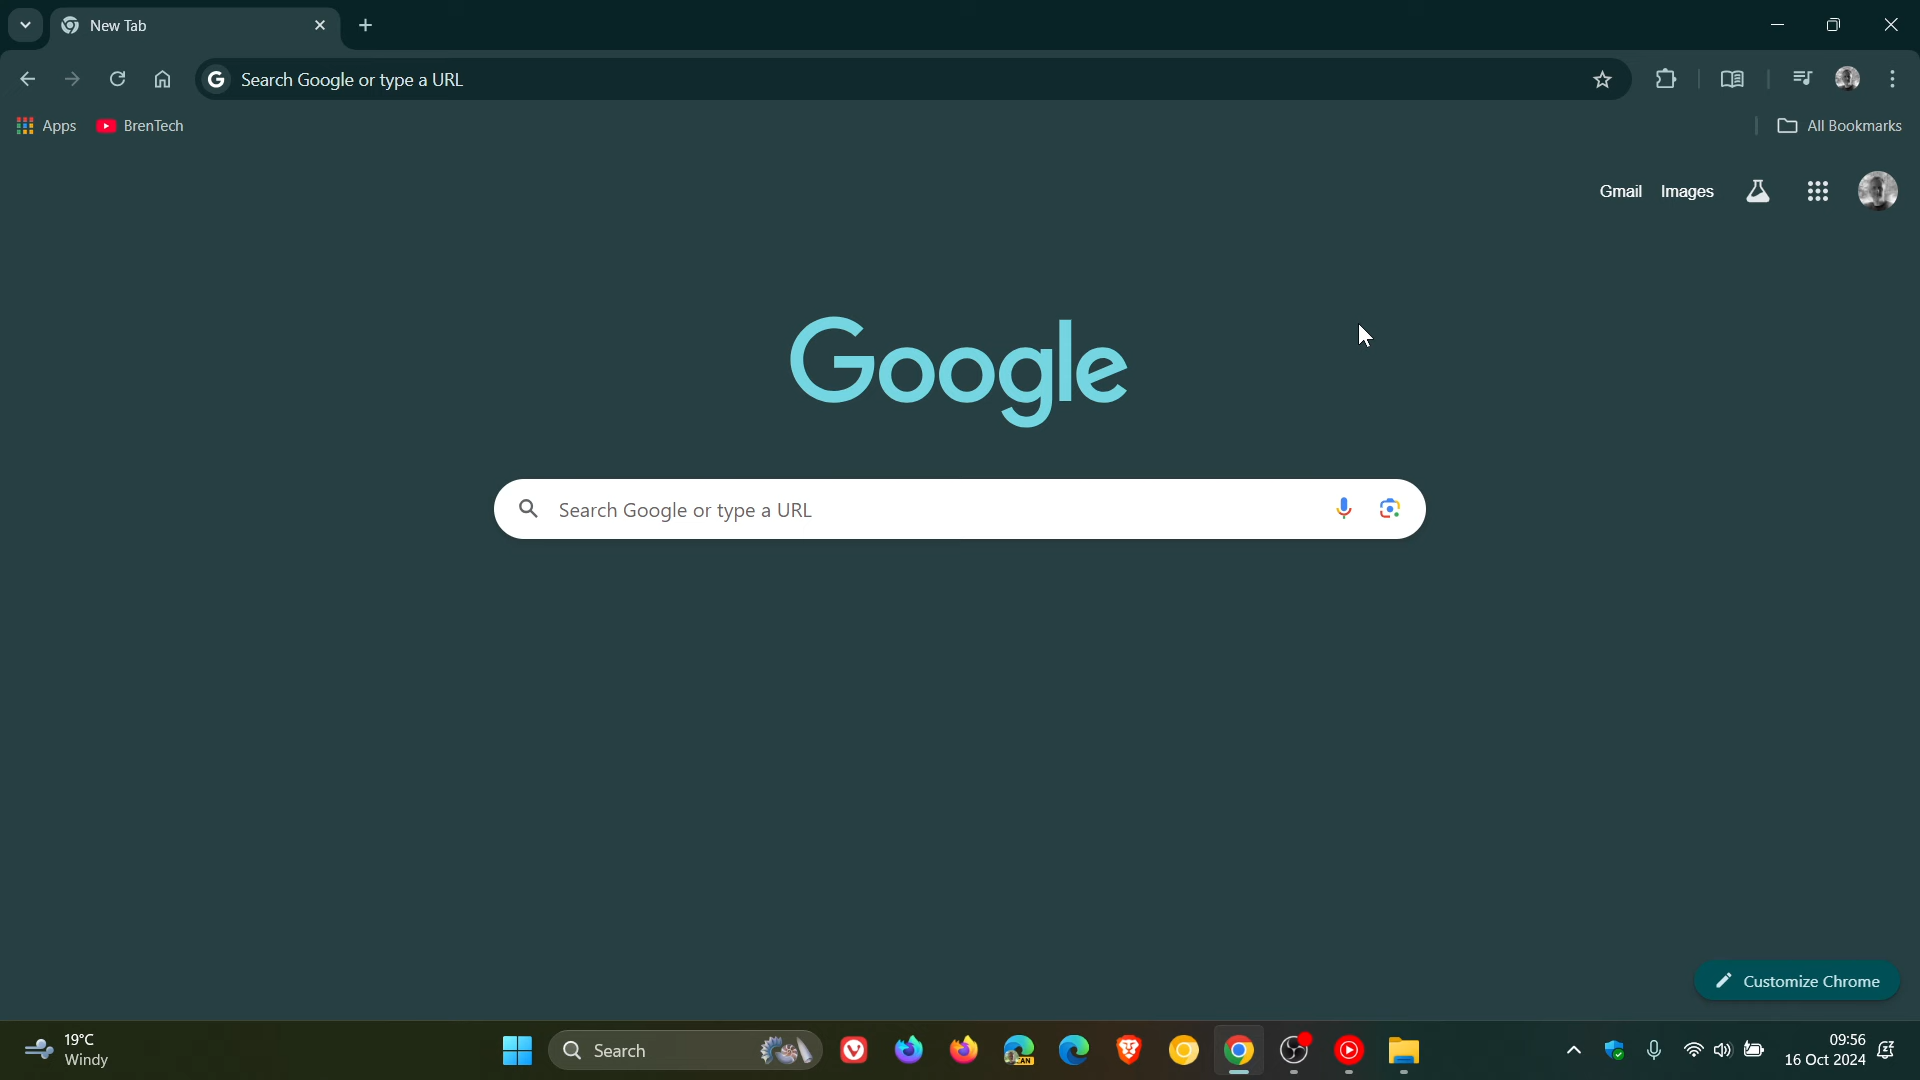 New Tab
Search Google or type a URL
Apps
BrenTech
All Bookmarks
Gmail
Images
Google
Search Google or type a URL
Customize Chrome
19°C
Windy
Search
CAN
09:56
16 Oct 2024